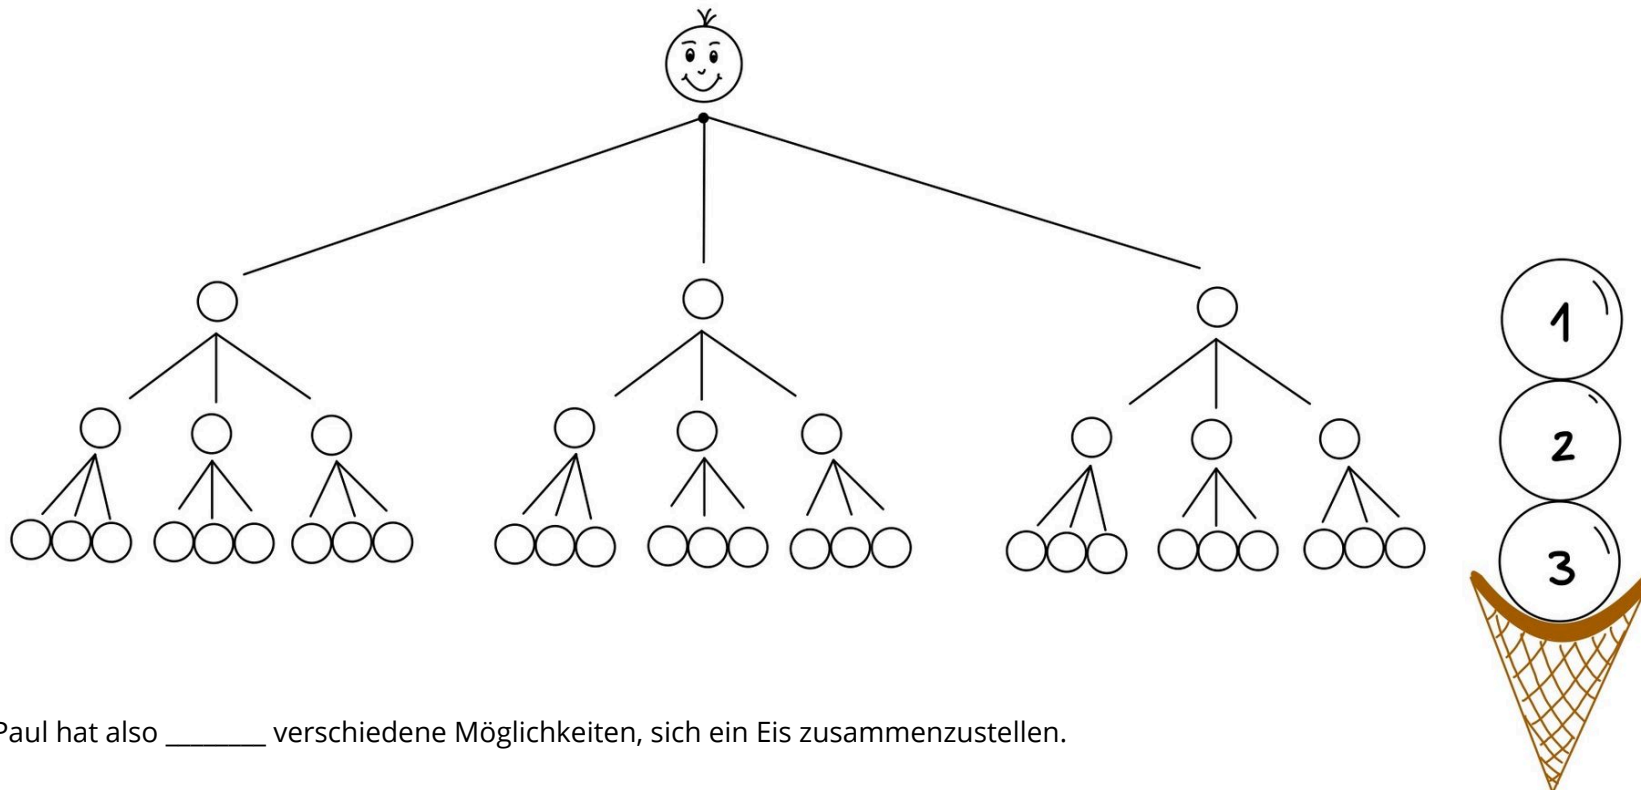 1
2
3
Paul hat also ________ verschiedene Möglichkeiten, sich ein Eis zusammenzustellen.